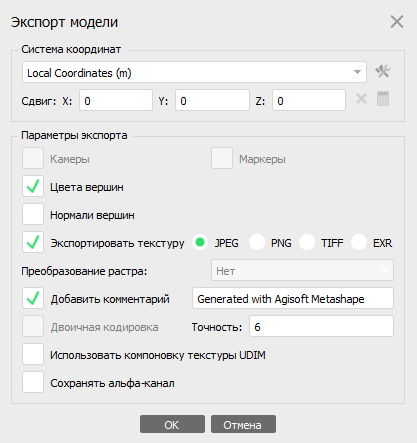 Экспорт модели
Система координат
Local Coordinates (m)
Сдвиг: X: 0 Y: 0 Z: 0
Параметры экспорта
Камеры Маркеры
Цвета вершин
Нормали вершин
Экспортировать текстуру JPEG PNG TIFF EXR
Преобразование растра: Нет
Добавить комментарий Generated with Agisoft Metashape
Двоичная кодировка Точность: 6
Использовать компоновку текстуры UDIM
Сохранять альфа-канал
OK Отмена